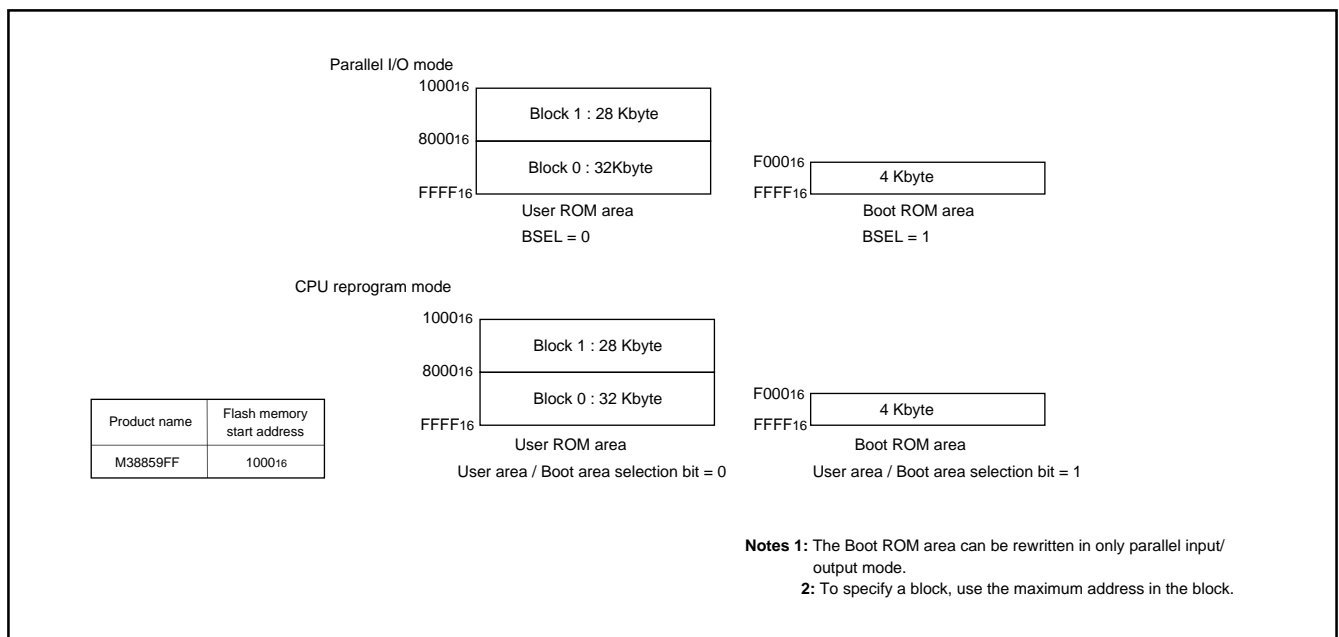 Parallel I/O mode
100016
Block 1 : 28 Kbyte
800016
Block 0 : 32Kbyte
FFFF16
User ROM area
BSEL = 0
F00016
4 Kbyte
FFFF16
Boot ROM area
BSEL = 1
CPU reprogram mode
100016
Block 1 : 28 Kbyte
800016
Block 0 : 32 Kbyte
FFFF16
User ROM area
User area / Boot area selection bit = 0
F00016
4 Kbyte
FFFF16
Boot ROM area
User area / Boot area selection bit = 1
Product name
Flash memory
start address
M38859FF
100016
Notes 1: The Boot ROM area can be rewritten in only parallel input/
output mode.
2: To specify a block, use the maximum address in the block.